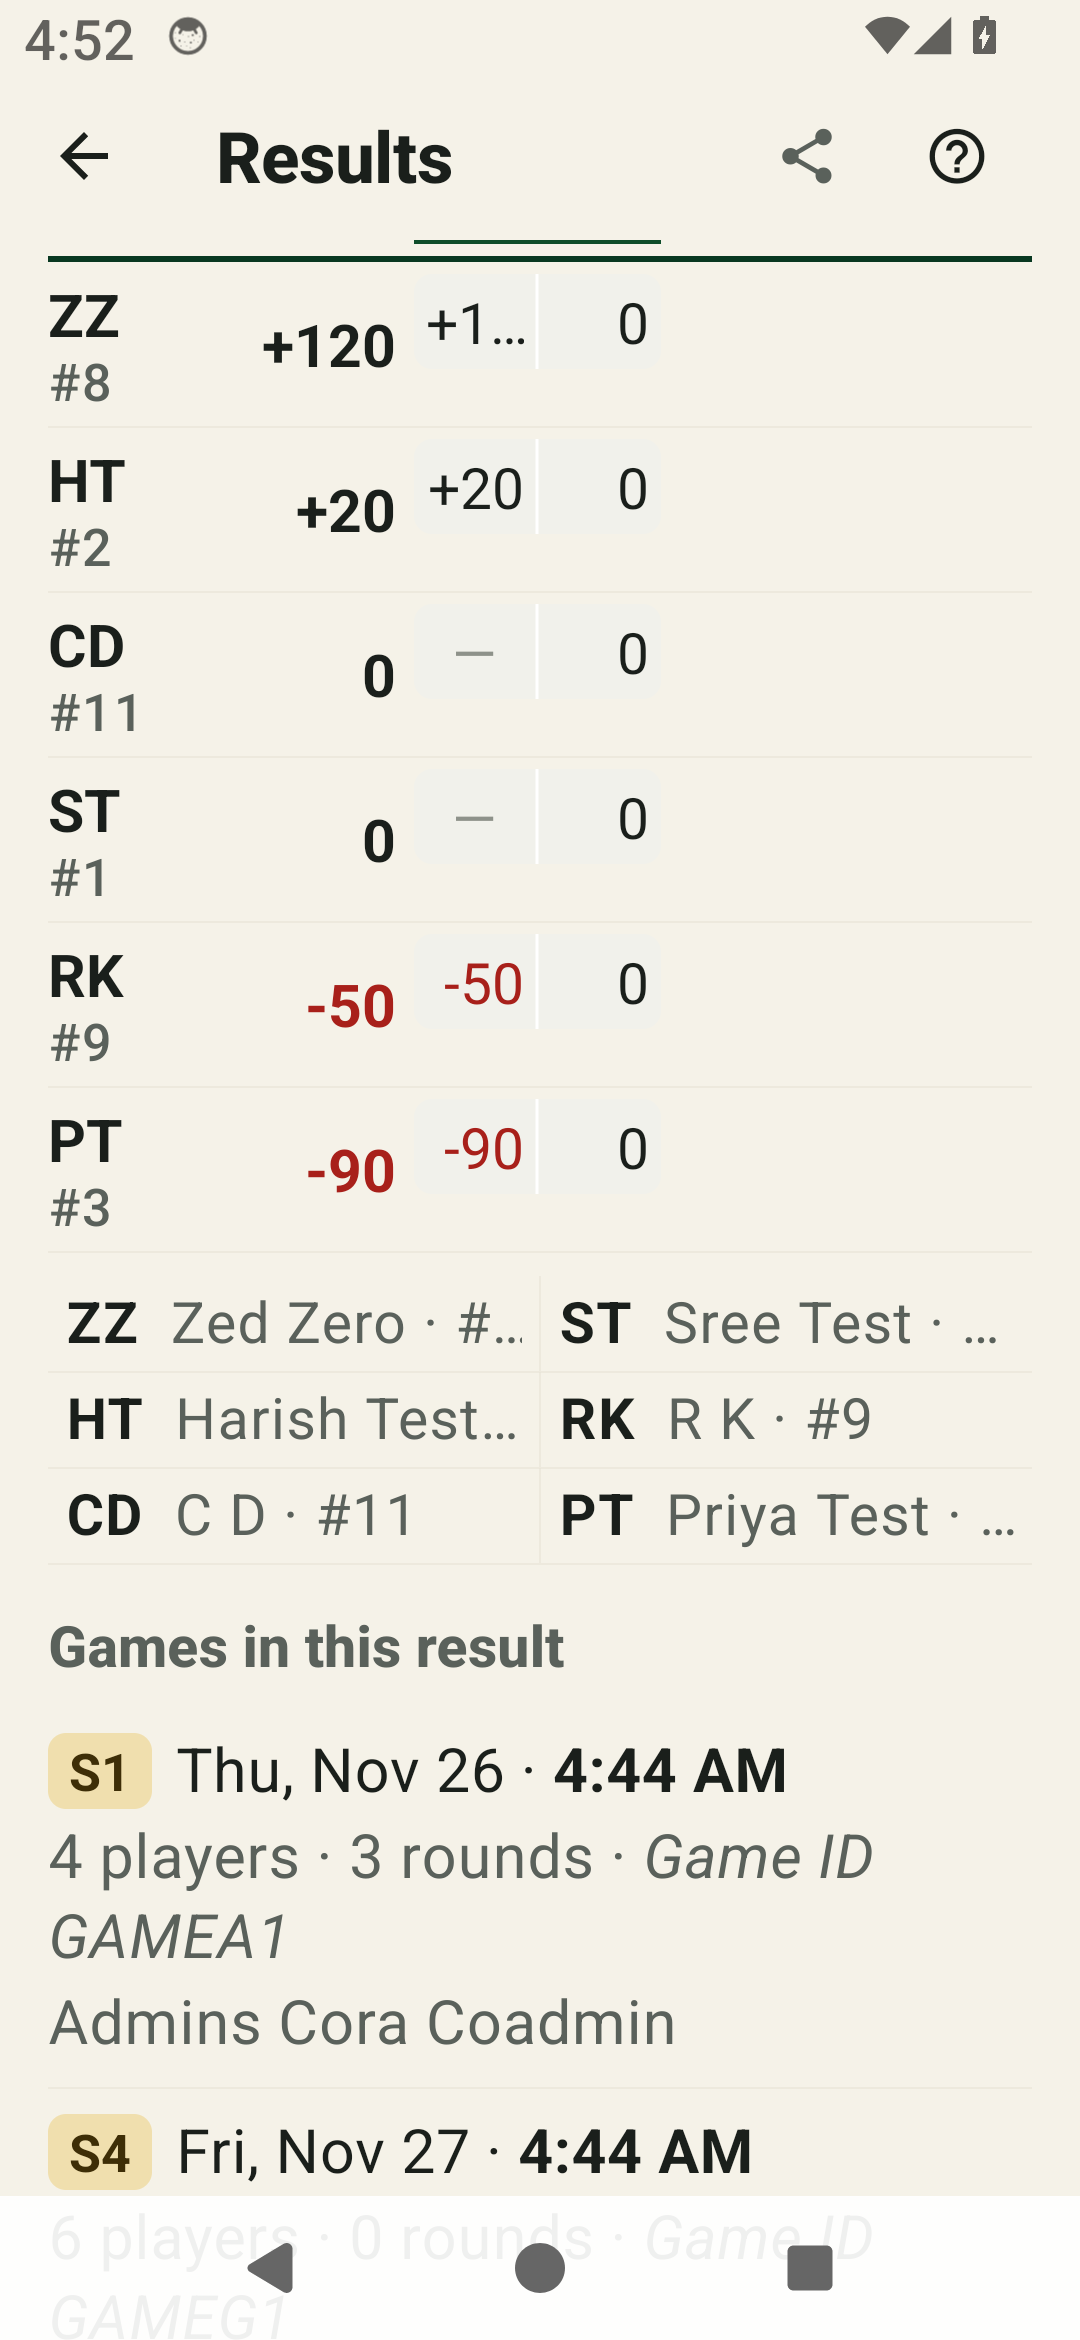 4:52
Results
ZZ +120 +1... 0
#8
HT +20 +20 0
#2
CD 0 — 0
#11
ST 0 — 0
#1
RK -50 -50 0
#9
PT -90 -90 0
#3
ZZ Zed Zero · #... ST Sree Test · ...
HT Harish Test... RK R K · #9
CD C D · #11 PT Priya Test · ...
Games in this result
S1 Thu, Nov 26 · 4:44 AM
4 players · 3 rounds · Game ID
GAMEA1
Admins Cora Coadmin
S4 Fri, Nov 27 · 4:44 AM
6 players · 0 rounds · Game ID
GAMEG1